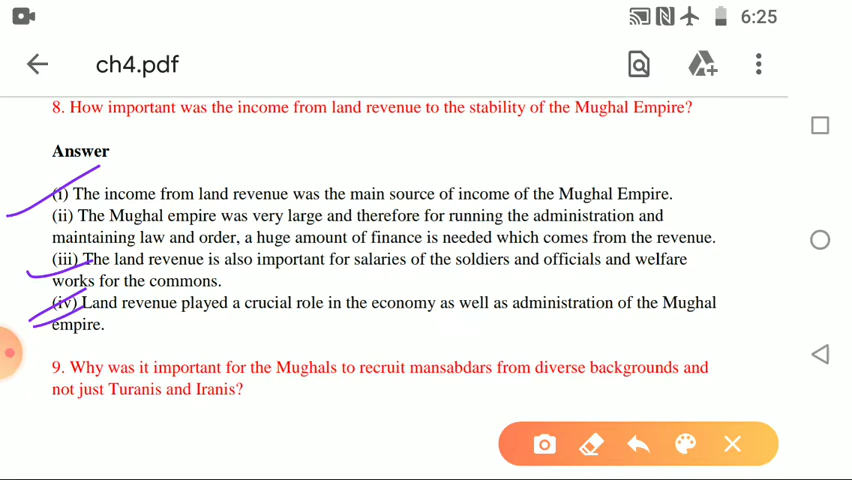 6:25
ch4.pdf
8. How important was the income from land revenue to the stability of the Mughal Empire?
Answer
(i) The income from land revenue was the main source of income of the Mughal Empire.
(ii) The Mughal empire was very large and therefore for running the administration and
maintaining law and order, a huge amount of finance is needed which comes from the revenue.
(iii) The land revenue is also important for salaries of the soldiers and officials and welfare
works for the commons.
(iv) Land revenue played a crucial role in the economy as well as administration of the Mughal
empire.
9. Why was it important for the Mughals to recruit mansabdars from diverse backgrounds and
not just Turanis and Iranis?